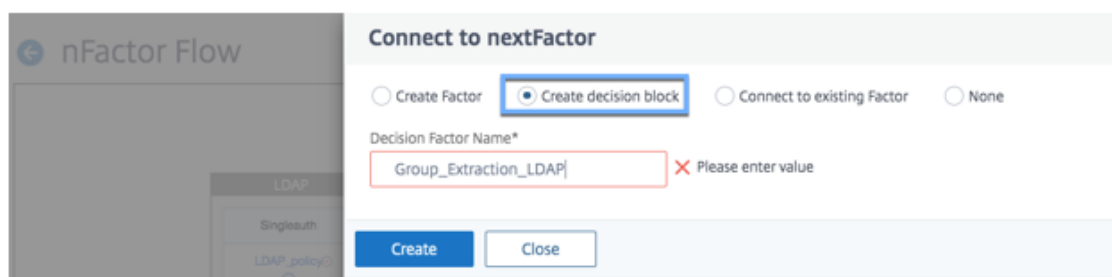 nFactor Flow
Connect to nextFactor
Create Factor Create decision block Connect to existing Factor None
Decision Factor Name*
Group_Extraction_LDAP Please enter value
LDAP
Singleauth
LDAP_policy
Create Close